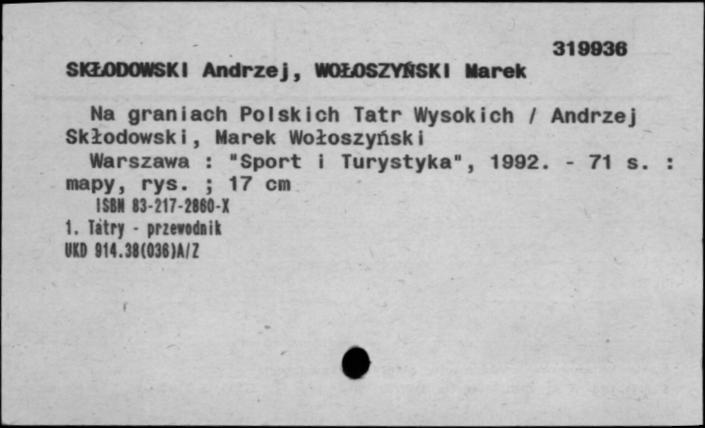 319936
SKŁODOWSKI Andrzej, WOŁOSZYŃSKI Marek
Na graniach Polskich Tatr Wysokich / Andrzej
Skłodowski, Marek Wołoszyński
Warszawa : "Sport i Turystyka", 1992. - 71 s. :
mapy, rys. ; 17 cm
ISBN 83-217-2860-X
1. Tatry - przewodnik
UKD 914.38(036)A/Z